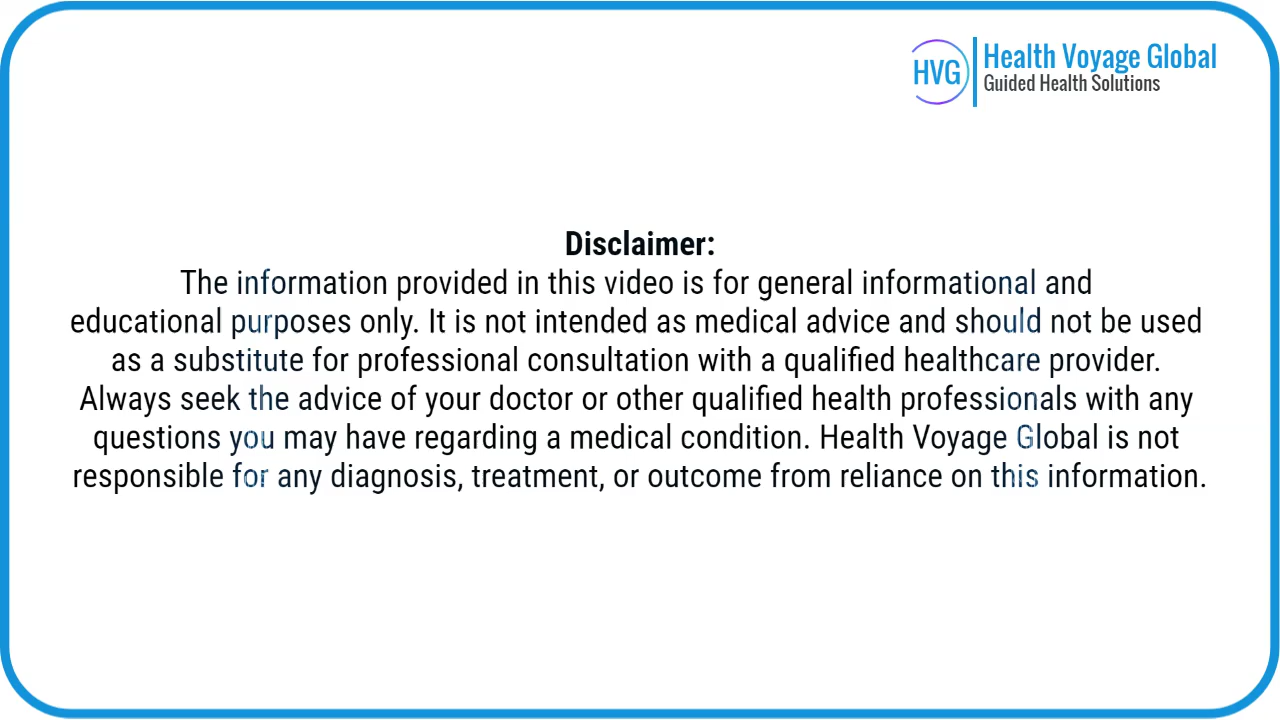 HVG
Health Voyage Global
Guided Health Solutions
Disclaimer:
The information provided in this video is for general informational and
educational purposes only. It is not intended as medical advice and should not be used
as a substitute for professional consultation with a qualified healthcare provider.
Always seek the advice of your doctor or other qualified health professionals with any
questions you may have regarding a medical condition. Health Voyage Global is not
responsible for any diagnosis, treatment, or outcome from reliance on this information.